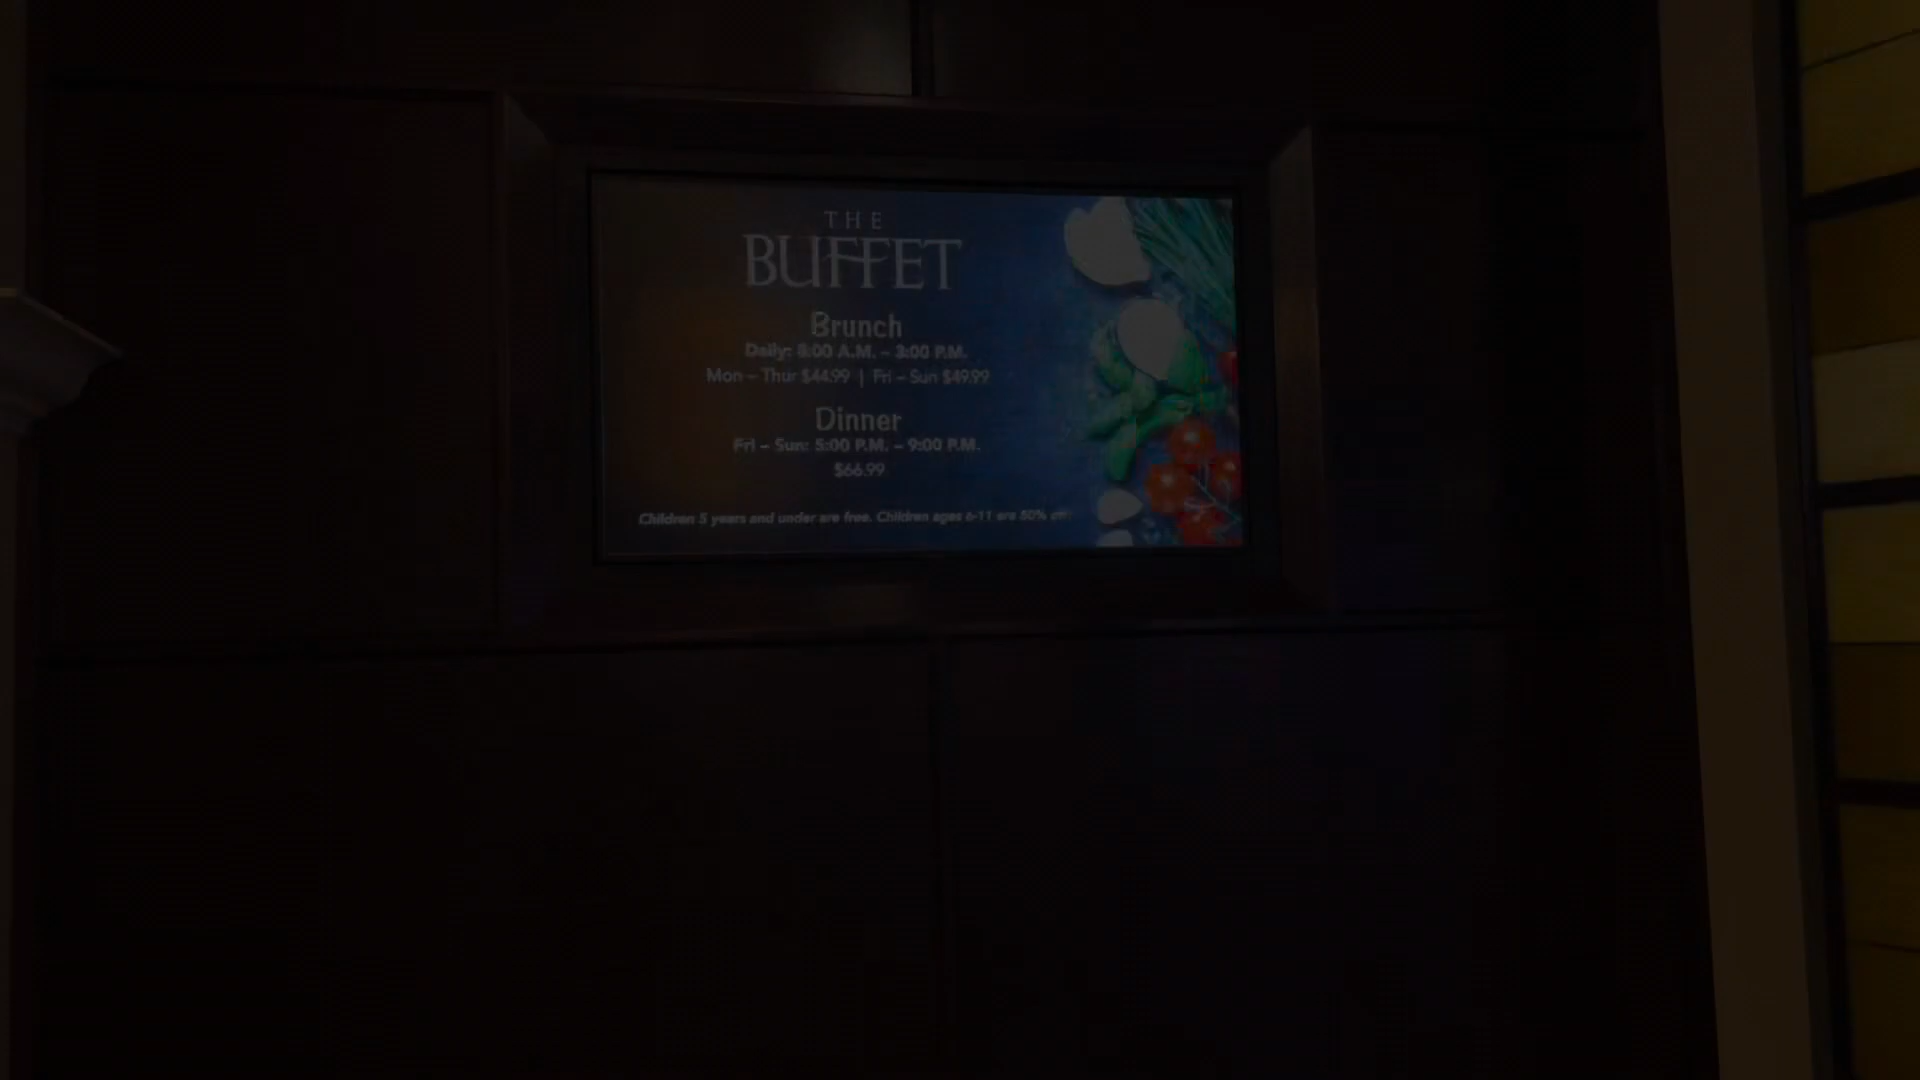 THE
BUFFET
Brunch
Daily: 8:00 A.M. – 3:00 P.M.
Mon – Thur $44.99 | Fri – Sun $49.99
Dinner
Fri – Sun: 5:00 P.M. – 9:00 P.M.
$66.99
Children 5 years and under are free. Children ages 6-11 are 50% off.